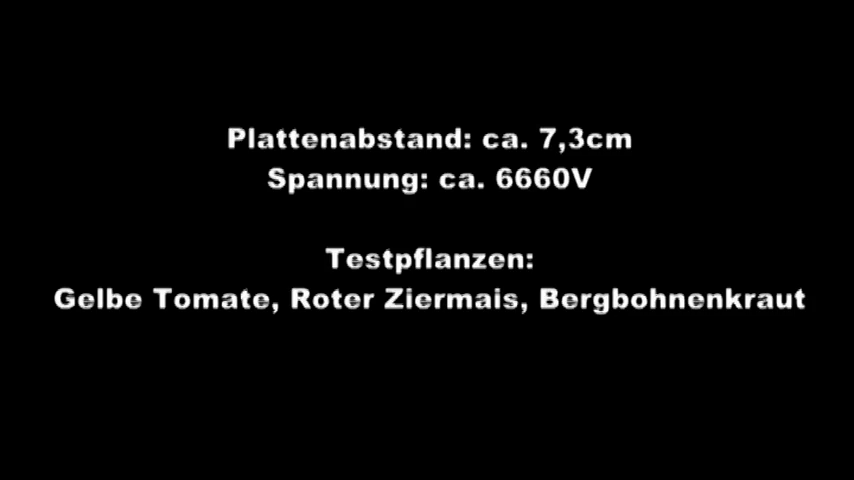 Plattenabstand: ca. 7,3cm
Spannung: ca. 6660V
Testpflanzen:
Gelbe Tomate, Roter Ziermais, Bergbohnenkraut